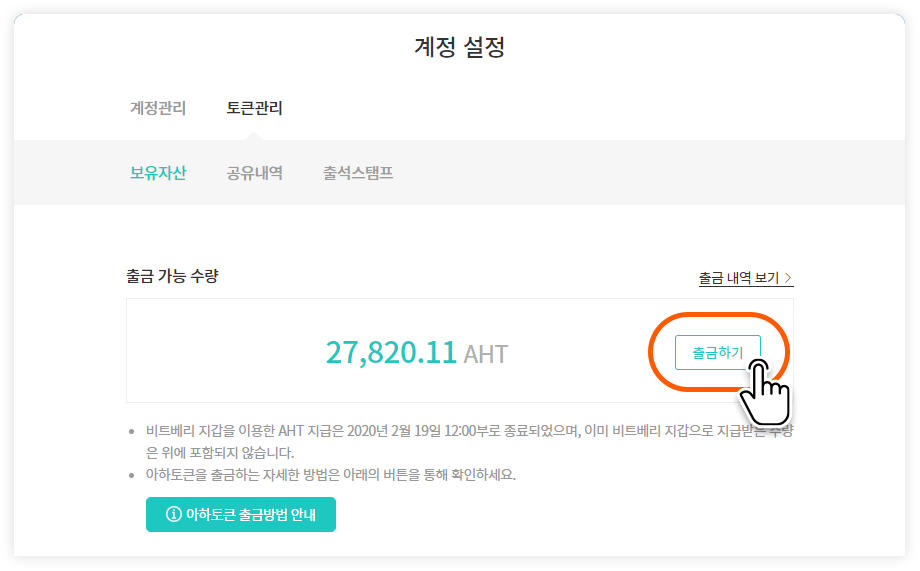 계정 설정
계정관리 토큰관리
보유자산 공유내역 출석스탬프
출금 가능 수량 출금 내역 보기 >
27,820.11 AHT 출금하기
비트베리 지갑을 이용한 AHT 지급은 2020년 2월 19일 12:00부로 종료되었으며, 이미 비트베리 지갑으로 지급받은 수량
은 위에 포함되지 않습니다.
아하토큰을 출금하는 자세한 방법은 아래의 버튼을 통해 확인하세요.
아하토큰 출금방법 안내